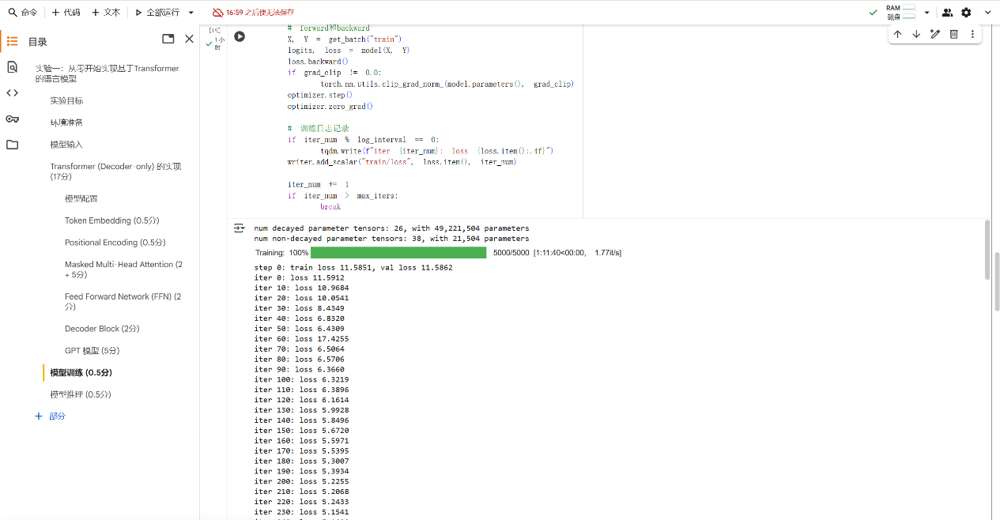 命令
+ 代码
+ 文本
全部运行
16:59 之后便无法保存
RAM
磁盘
目录
实验一：从零开始实现基于Transformer
的语言模型
实验目标
环境准备
模型输入
Transformer (Decoder-only) 的实现
(17分)
模型配置
Token Embedding (0.5分)
Positional Encoding (0.5分)
Masked Multi-Head Attention (2
+ 5分)
Feed Forward Network (FFN) (2
分)
Decoder Block (2分)
GPT 模型 (5分)
模型训练 (0.5分)
模型推理 (0.5分)
+ 部分
[19]
1 小
时
# forward和backward
X, Y = get_batch("train")
logits, loss = model(X, Y)
loss.backward()
if grad_clip != 0.0:
torch.nn.utils.clip_grad_norm_(model.parameters(), grad_clip)
optimizer.step()
optimizer.zero_grad()
# 训练日志记录
if iter_num % log_interval == 0:
tqdm.write(f"iter {iter_num}: loss {loss.item():.4f}")
writer.add_scalar("train/loss", loss.item(), iter_num)
iter_num += 1
if iter_num > max_iters:
break
num decayed parameter tensors: 26, with 49,221,504 parameters
num non-decayed parameter tensors: 38, with 21,504 parameters
Training: 100% 5000/5000 [1:11:40<00:00, 1.77it/s]
step 0: train loss 11.5851, val loss 11.5862
iter 0: loss 11.5912
iter 10: loss 10.9684
iter 20: loss 10.0541
iter 30: loss 8.4349
iter 40: loss 6.8320
iter 50: loss 6.4309
iter 60: loss 17.4255
iter 70: loss 6.5064
iter 80: loss 6.5706
iter 90: loss 6.3660
iter 100: loss 6.3219
iter 110: loss 6.3896
iter 120: loss 6.1614
iter 130: loss 5.9928
iter 140: loss 5.8496
iter 150: loss 5.6720
iter 160: loss 5.5971
iter 170: loss 5.5395
iter 180: loss 5.3007
iter 190: loss 5.3934
iter 200: loss 5.2255
iter 210: loss 5.2068
iter 220: loss 5.2433
iter 230: loss 5.1541